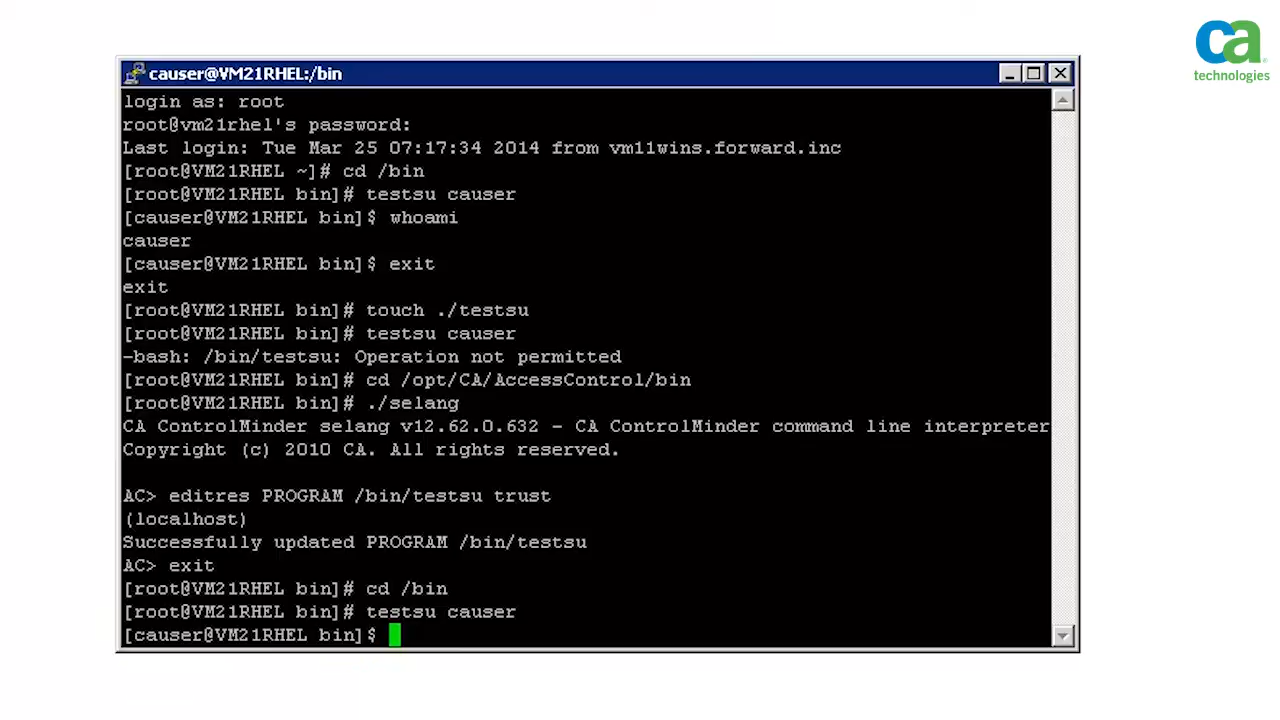 ca
technologies
causer@VM21RHEL:/bin
login as: root
root@vm21rhel's password:
Last login: Tue Mar 25 07:17:34 2014 from vm11wins.forward.inc
[root@VM21RHEL ~]# cd /bin
[root@VM21RHEL bin]# testsu causer
[causer@VM21RHEL bin]$ whoami
causer
[causer@VM21RHEL bin]$ exit
exit
[root@VM21RHEL bin]# touch ./testsu
[root@VM21RHEL bin]# testsu causer
-bash: /bin/testsu: Operation not permitted
[root@VM21RHEL bin]# cd /opt/CA/AccessControl/bin
[root@VM21RHEL bin]# ./selang
CA ControlMinder selang v12.62.0.632 - CA ControlMinder command line interpreter
Copyright (c) 2010 CA. All rights reserved.
AC> editres PROGRAM /bin/testsu trust
(localhost)
Successfully updated PROGRAM /bin/testsu
AC> exit
[root@VM21RHEL bin]# cd /bin
[root@VM21RHEL bin]# testsu causer
[causer@VM21RHEL bin]$